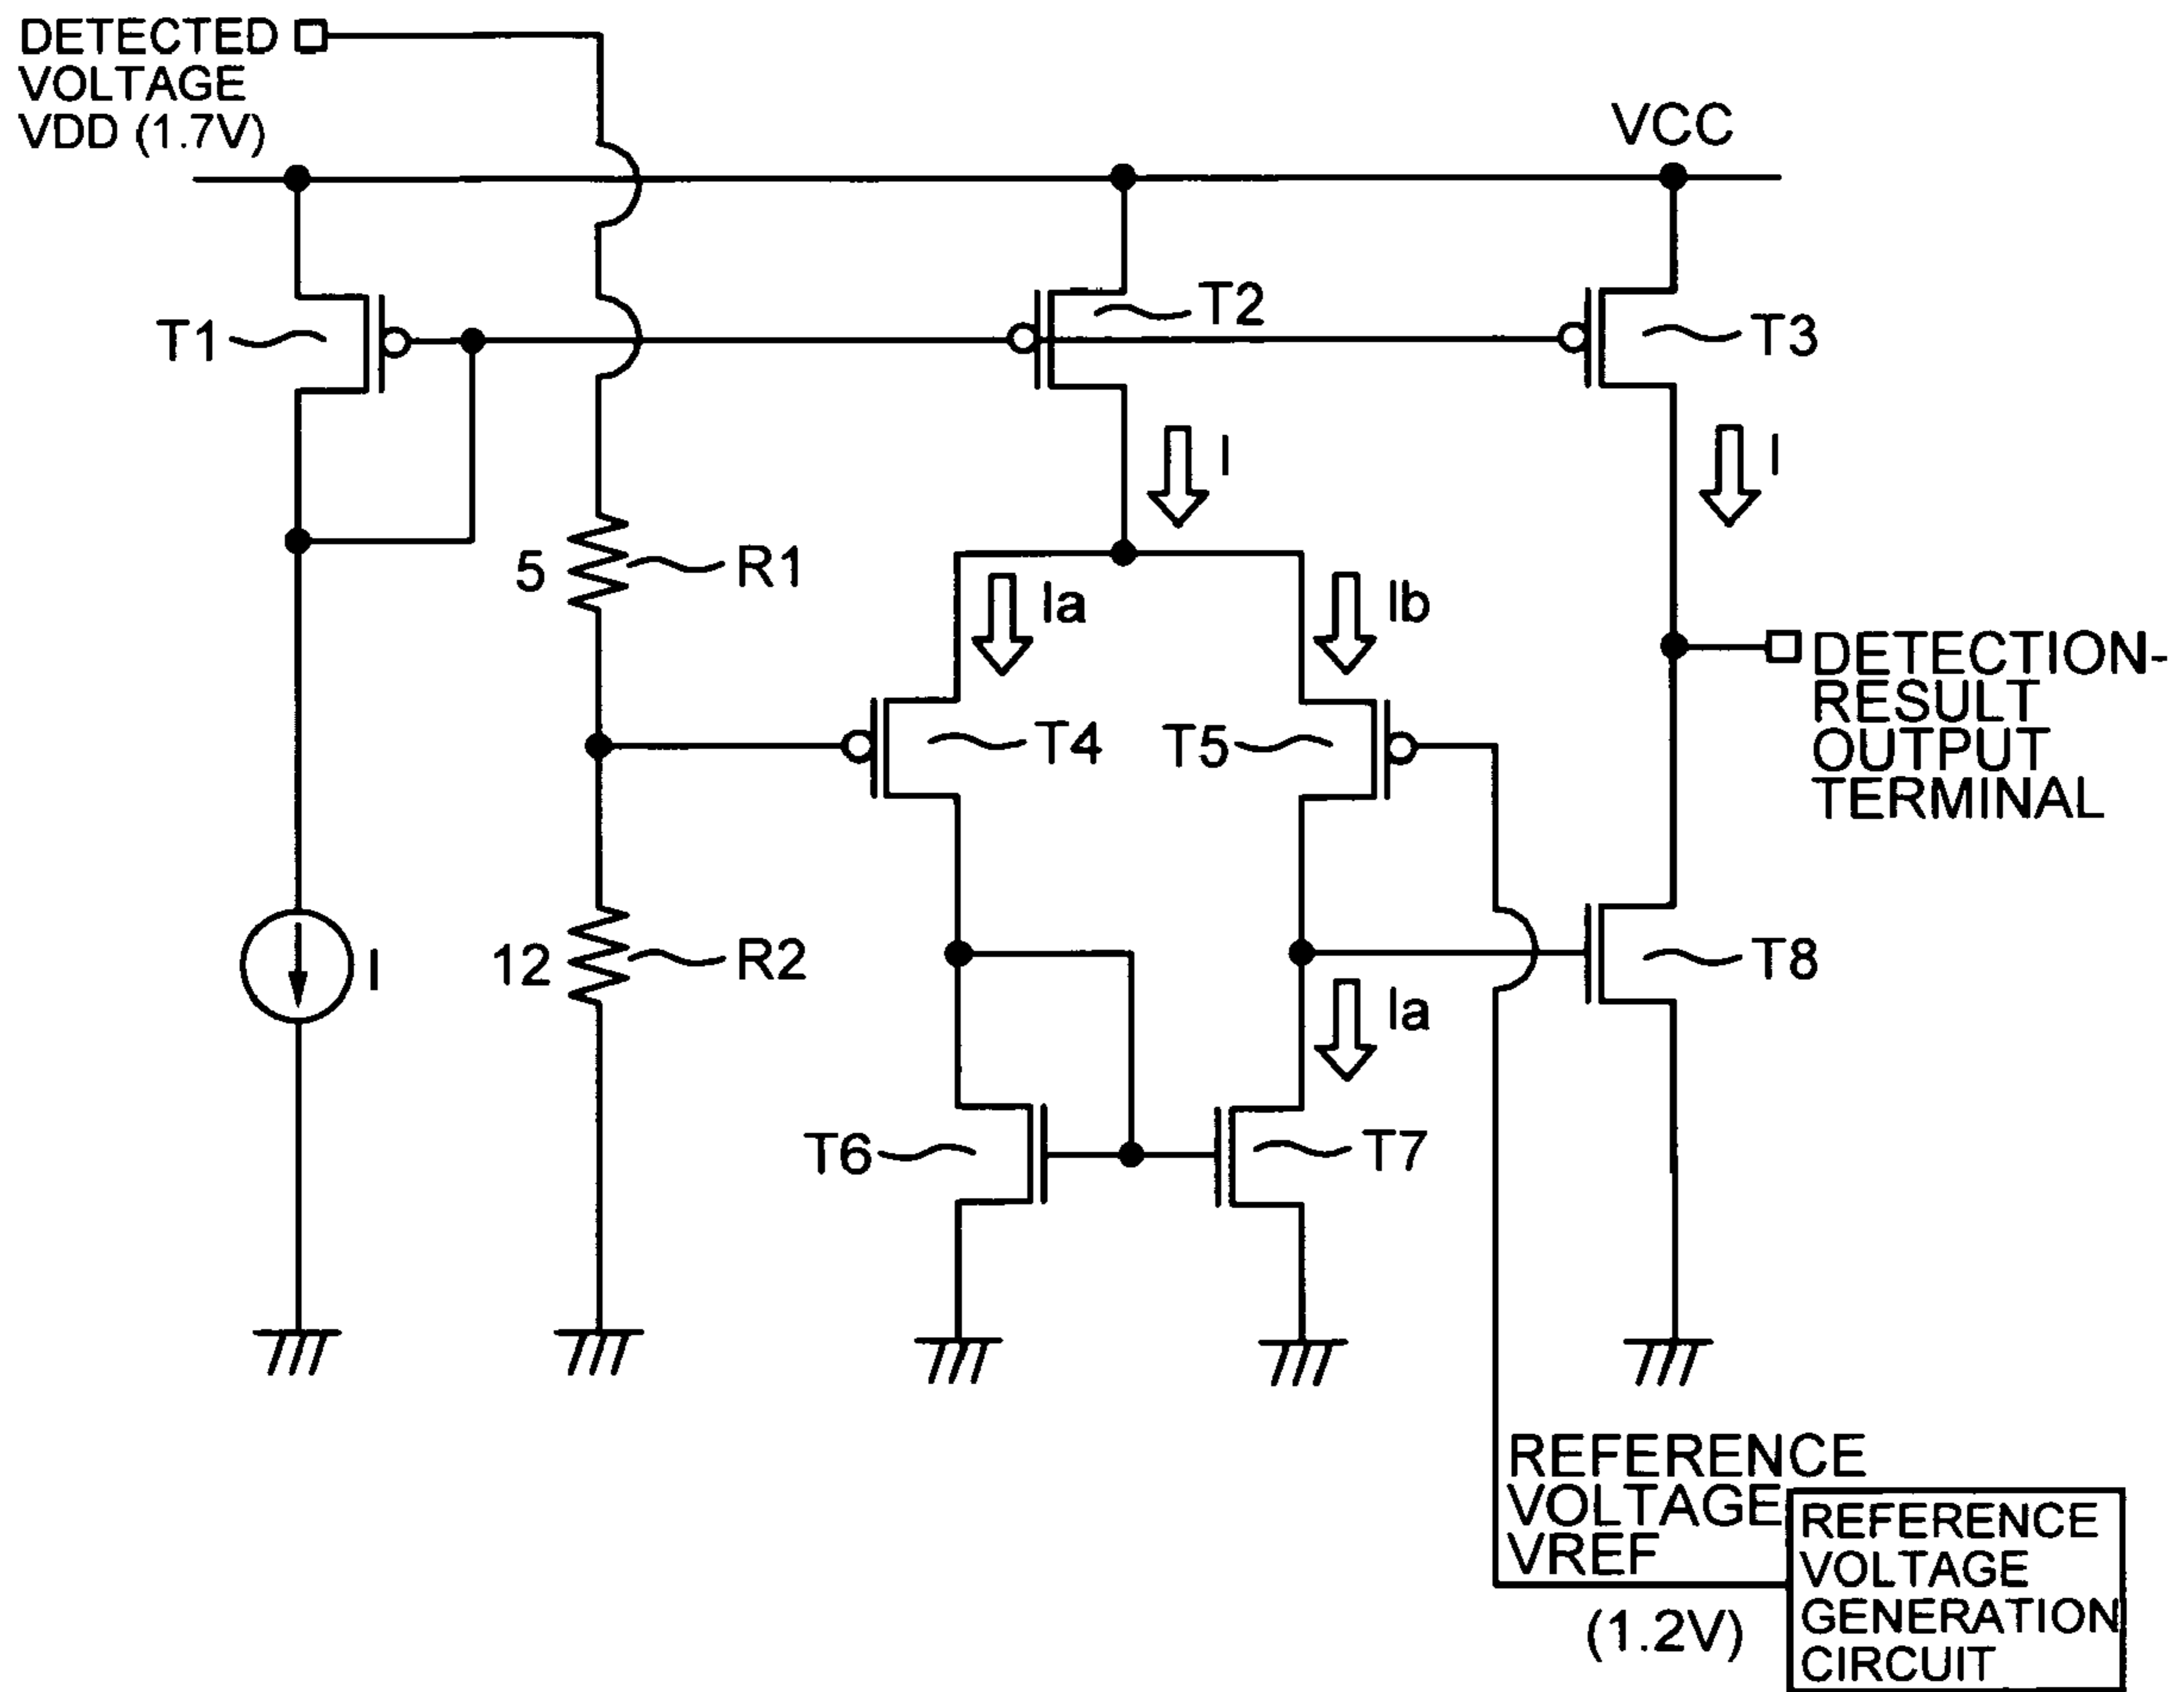 DETECTED
VOLTAGE
VDD (1.7V)
VCC
T1
T2
T3
I
I
5
R1
Ia
Ib
DETECTION-
RESULT
OUTPUT
TERMINAL
T4
T5
I
12
R2
T8
Ia
T6
T7
REFERENCE
VOLTAGE
VREF
(1.2V)
REFERENCE
VOLTAGE
GENERATION
CIRCUIT